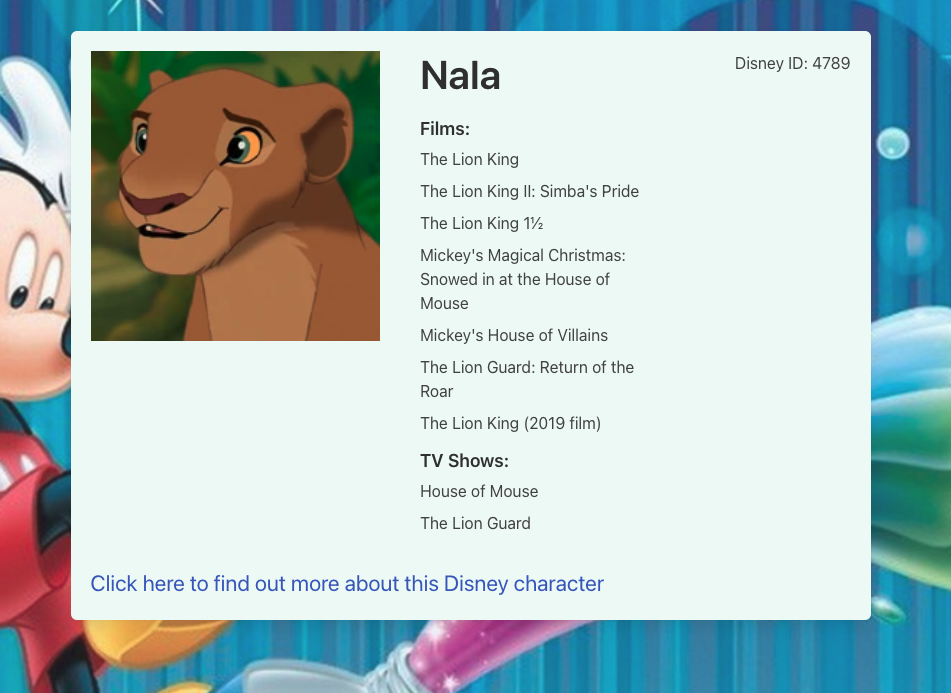 Nala
Disney ID: 4789
Films:
The Lion King
The Lion King II: Simba's Pride
The Lion King 1½
Mickey's Magical Christmas:
Snowed in at the House of
Mouse
Mickey's House of Villains
The Lion Guard: Return of the
Roar
The Lion King (2019 film)
TV Shows:
House of Mouse
The Lion Guard
Click here to find out more about this Disney character